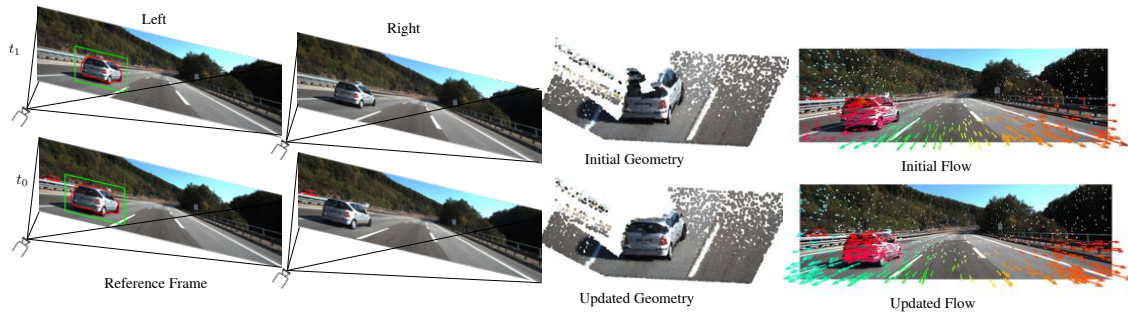 Left
Right
t₁
Initial Geometry
Initial Flow
t₀
Reference Frame
Updated Geometry
Updated Flow